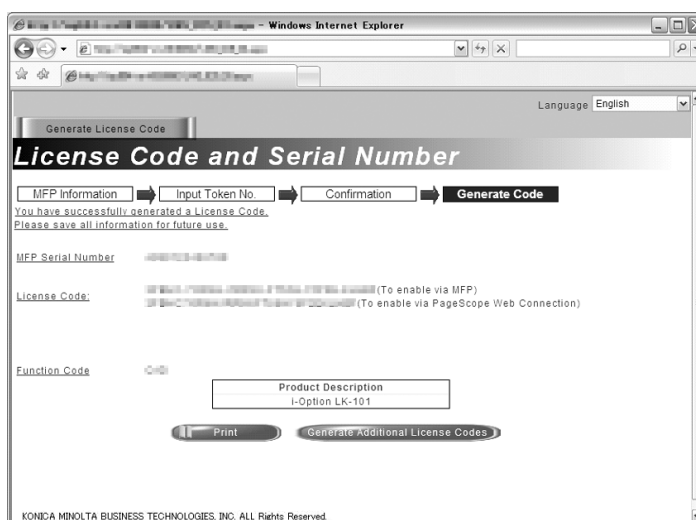 - Windows Internet Explorer
Language English
Generate License Code
License Code and Serial Number
MFP Information Input Token No. Confirmation Generate Code
You have successfully generated a License Code.
Please save all information for future use.
MFP Serial Number
License Code: (To enable via MFP)
(To enable via PageScope Web Connection)
Function Code
Product Description
i-Option LK-101
Print Generate Additional License Codes
KONICA MINOLTA BUSINESS TECHNOLOGIES, INC. ALL Rights Reserved.